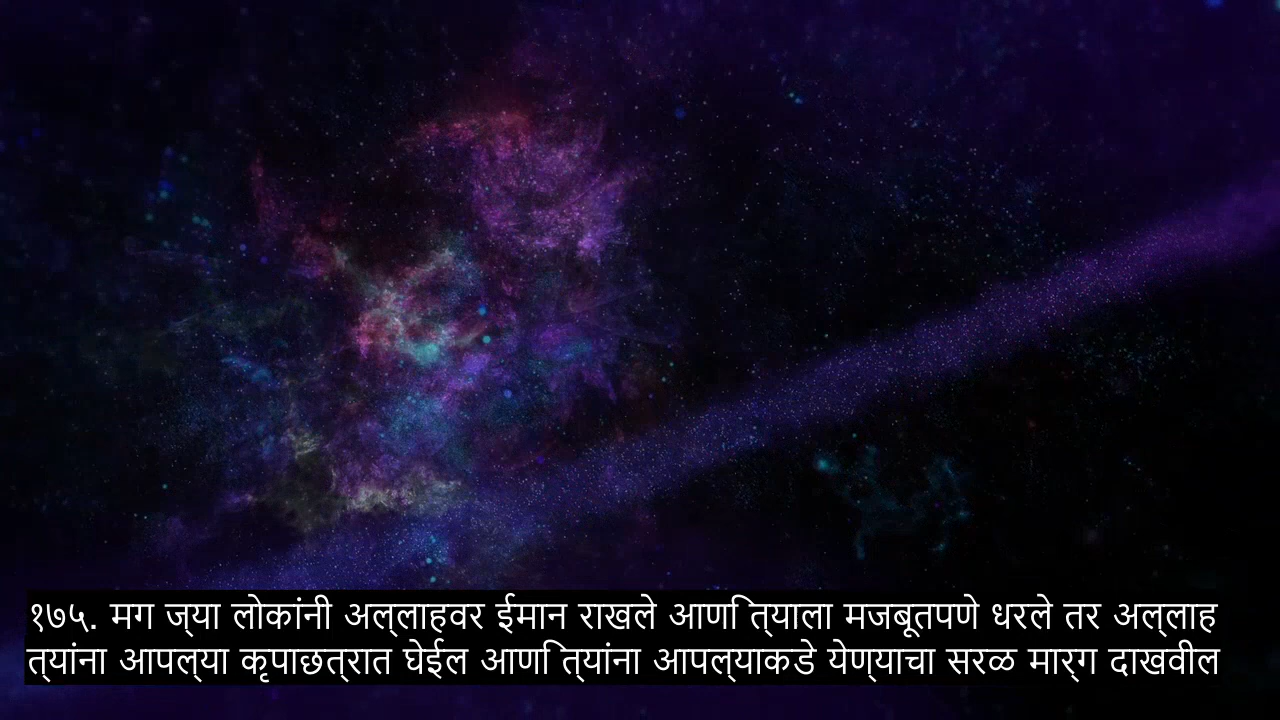 १७५. मग ज्या लोकांनी अल्लाहवर ईमान राखले आणि त्याला मजबूतपणे धरले तर अल्लाह
त्यांना आपल्या कृपाछत्रात घेईल आणि त्यांना आपल्याकडे येण्याचा सरळ मार्ग दाखवील